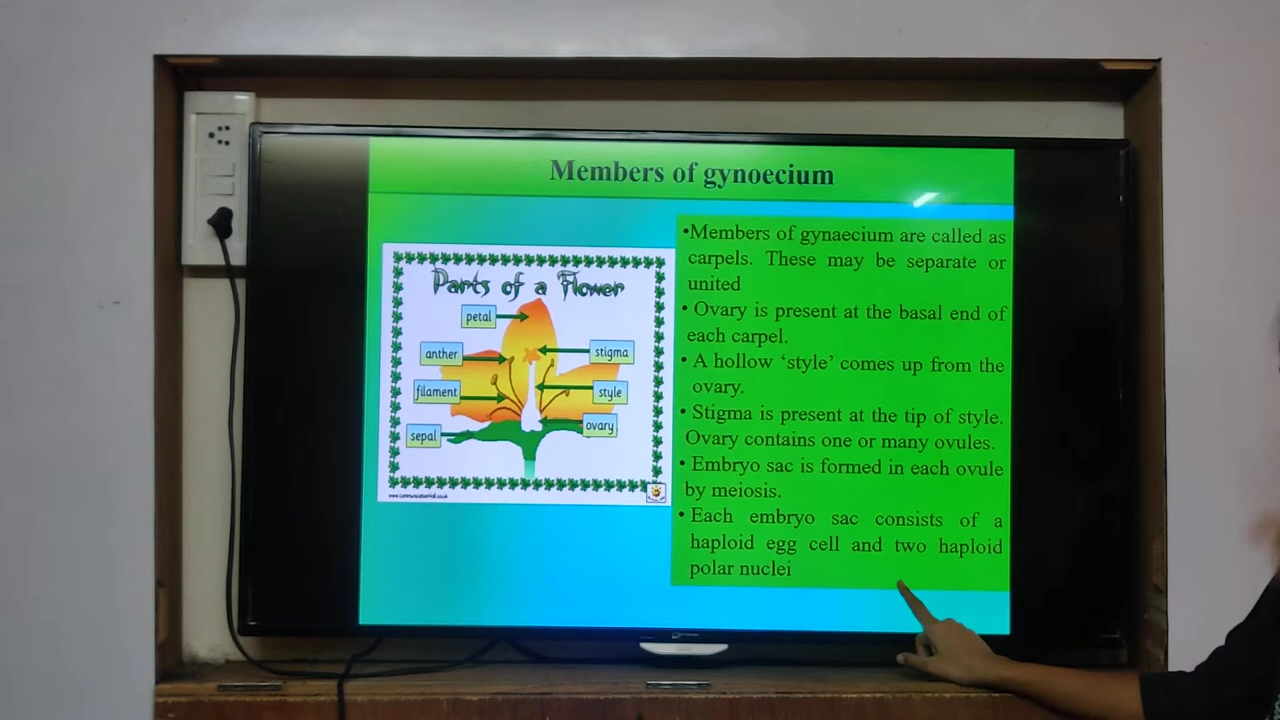 Members of gynoecium
Parts of a Flower
petal
anther
stigma
filament
style
sepal
ovary
www.communication4all.co.uk
•Members of gynaecium are called as
carpels. These may be separate or
united
• Ovary is present at the basal end of
each carpel.
• A hollow ‘style’ comes up from the
ovary.
• Stigma is present at the tip of style.
Ovary contains one or many ovules.
• Embryo sac is formed in each ovule
by meiosis.
• Each embryo sac consists of a
haploid egg cell and two haploid
polar nuclei